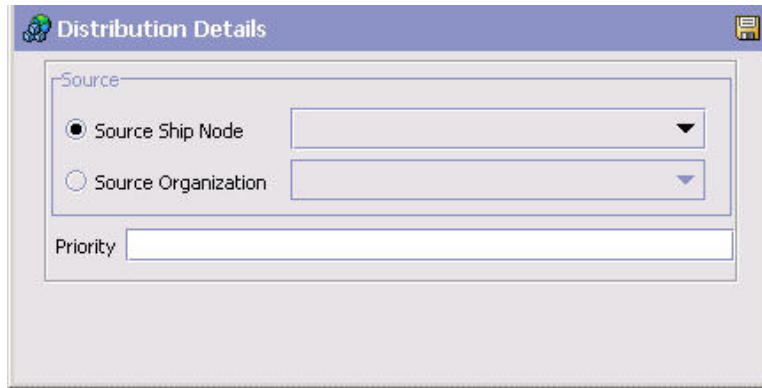 Distribution Details
Source
Source Ship Node
Source Organization
Priority